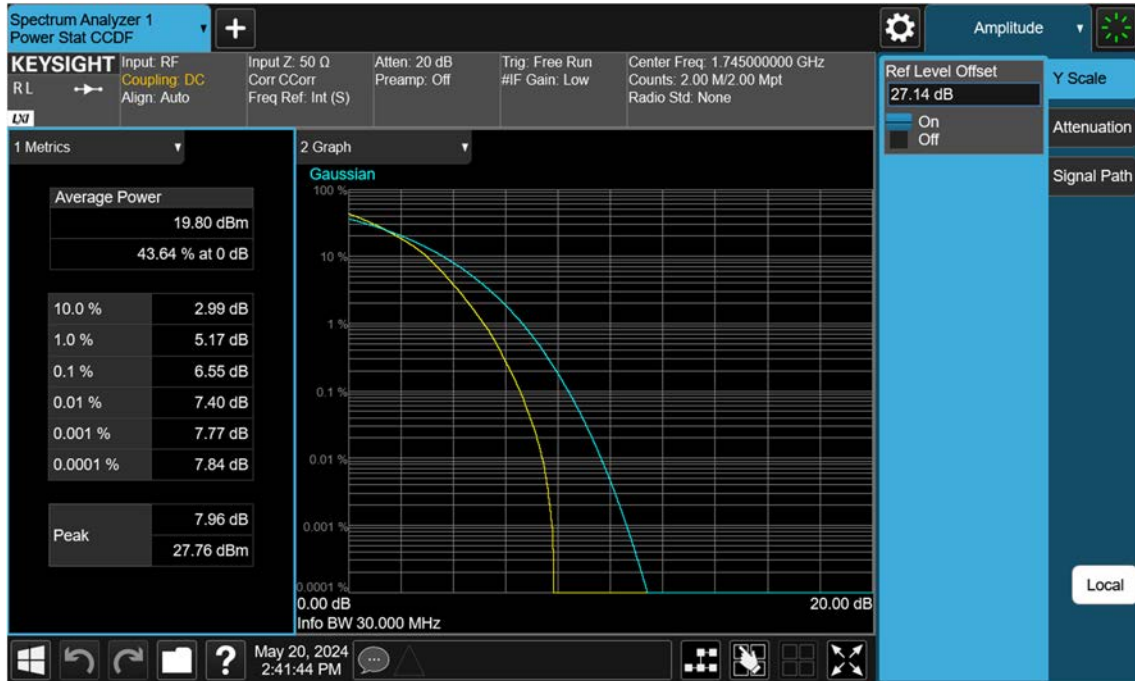 Spectrum Analyzer 1
Power Stat CCDF
Amplitude
KEYSIGHT
R L
LXI
Input: RF
Coupling: DC
Align: Auto
Input Z: 50 Ω
Corr CCorr
Freq Ref: Int (S)
Atten: 20 dB
Preamp: Off
Trig: Free Run
#IF Gain: Low
Center Freq: 1.745000000 GHz
Counts: 2.00 M/2.00 Mpt
Radio Std: None
Ref Level Offset
27.14 dB
On
Off
Y Scale
Attenuation
Signal Path
1 Metrics
Average Power
19.80 dBm
43.64 % at 0 dB
10.0 % 2.99 dB
1.0 % 5.17 dB
0.1 % 6.55 dB
0.01 % 7.40 dB
0.001 % 7.77 dB
0.0001 % 7.84 dB
Peak
7.96 dB
27.76 dBm
2 Graph
Gaussian
100 %
10 %
1 %
0.1 %
0.01 %
0.001 %
0.0001 %
0.00 dB 20.00 dB
Info BW 30.000 MHz
Local
?
May 20, 2024
2:41:44 PM